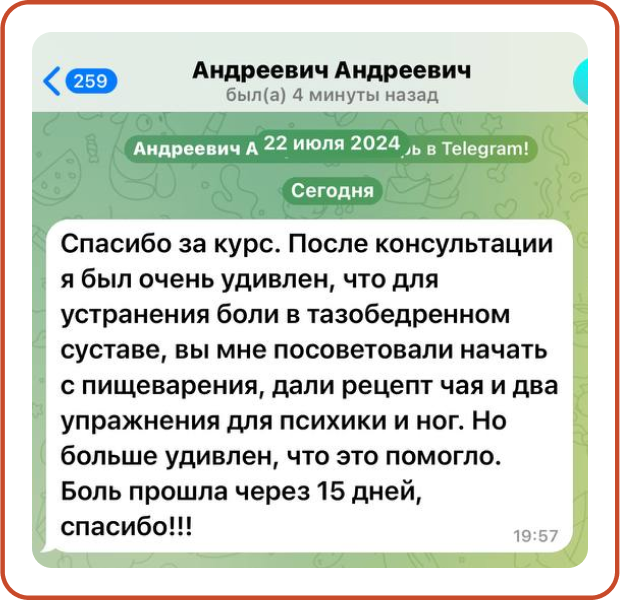 259
Андреевич Андреевич
был(а) 4 минуты назад
22 июля 2024
Андреевич А в Telegram!
Сегодня
Спасибо за курс. После консультации
я был очень удивлен, что для
устранения боли в тазобедренном
суставе, вы мне посоветовали начать
с пищеварения, дали рецепт чая и два
упражнения для психики и ног. Но
больше удивлен, что это помогло.
Боль прошла через 15 дней,
спасибо!!!
19:57